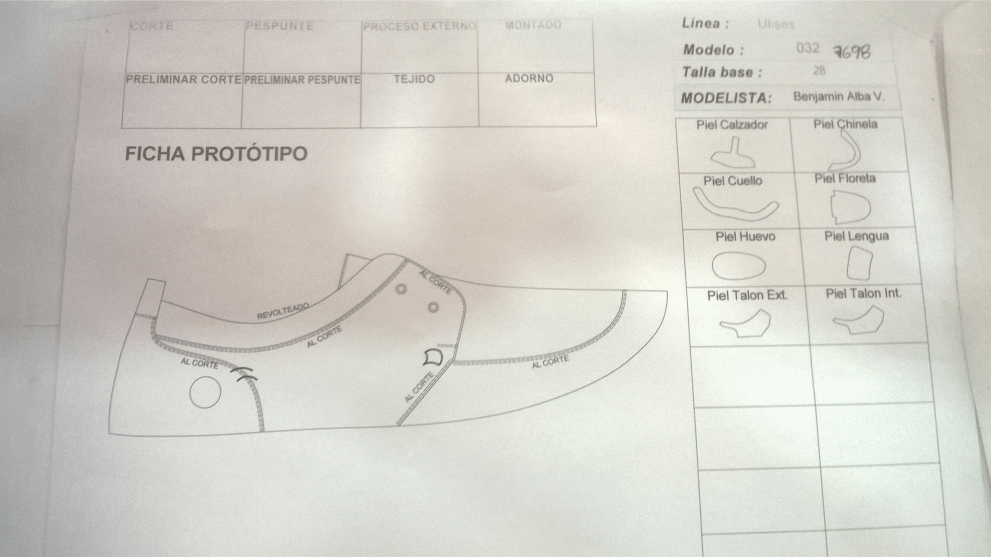 CORTE PESPUNTE PROCESO EXTERNO MONTADO
PRELIMINAR CORTE PRELIMINAR PESPUNTE TEJIDO ADORNO
FICHA PROTÓTIPO
Linea : Ulises
Modelo : 032 7698
Talla base : 28
MODELISTA: Benjamin Alba V.
Piel Calzador Piel Chinela
Piel Cuello Piel Floreta
Piel Huevo Piel Lengua
Piel Talon Ext. Piel Talon Int.
AL CORTE
REVOLTEADO
AL CORTE
AL CORTE
AL CORTE
AL CORTE